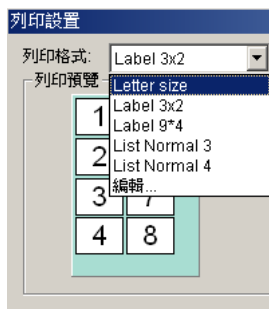 列印設置
列印格式: Label 3x2
列印預覽
Letter size
Label 3x2
Label 9*4
List Normal 3
List Normal 4
編輯...
1
2
3 7
4 8